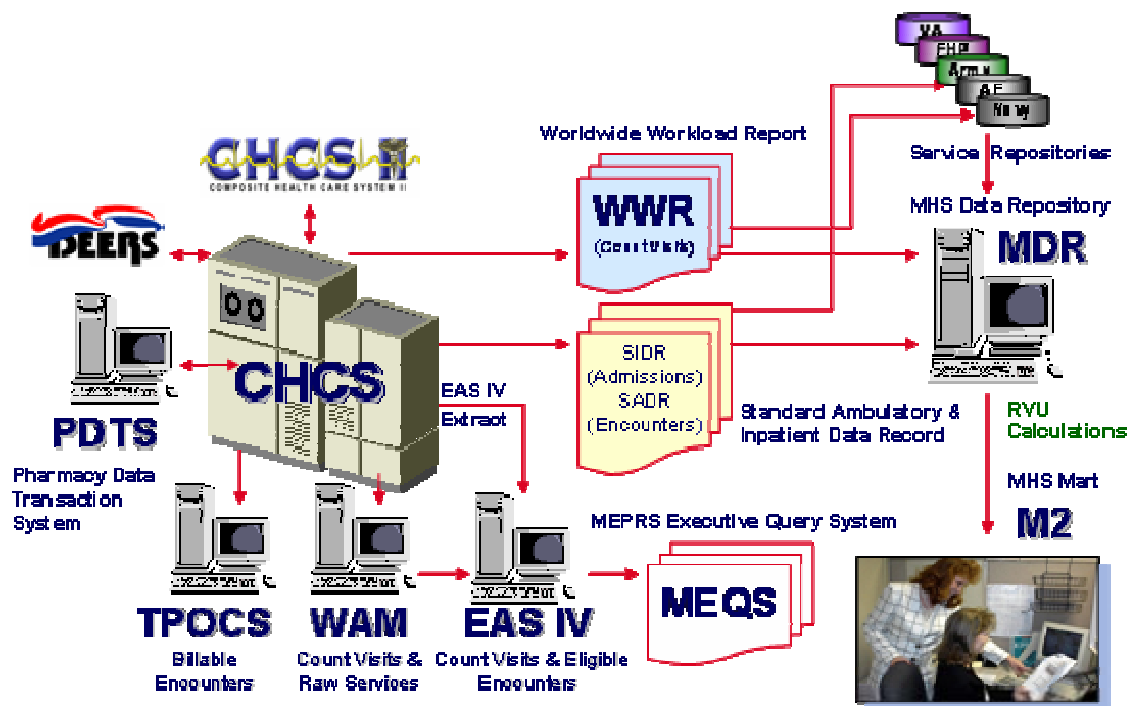 VA
Army
AF
Navy
Service Repositories
Worldwide Workload Report
WWR
(Count Visits)
CHCS II
COMPOSITE HEALTH CARE SYSTEM II
DEERS
MHS Data Repository
MDR
CHCS
PDTS
Pharmacy Data
Transaction
System
EAS IV
Extract
SIDR
(Admissions)
SADR
(Encounters)
Standard Ambulatory &
Inpatient Data Record
RVU
Calculations
MHS Mart
M2
MEPRS Executive Query System
MEQS
TPOCS
Billable
Encounters
WAM
Count Visits &
Raw Services
EAS IV
Count Visits & Eligible
Encounters